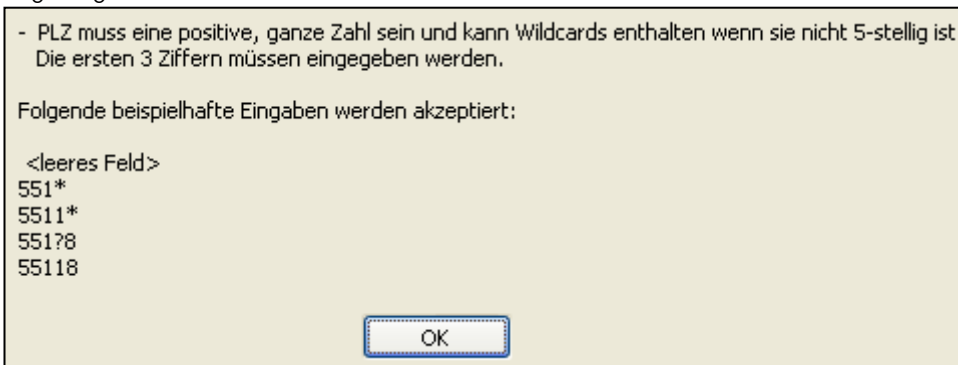 - PLZ muss eine positive, ganze Zahl sein und kann Wildcards enthalten wenn sie nicht 5-stellig ist
Die ersten 3 Ziffern müssen eingegeben werden.
Folgende beispielhafte Eingaben werden akzeptiert:
<leeres Feld>
551*
5511*
551?8
55118
OK